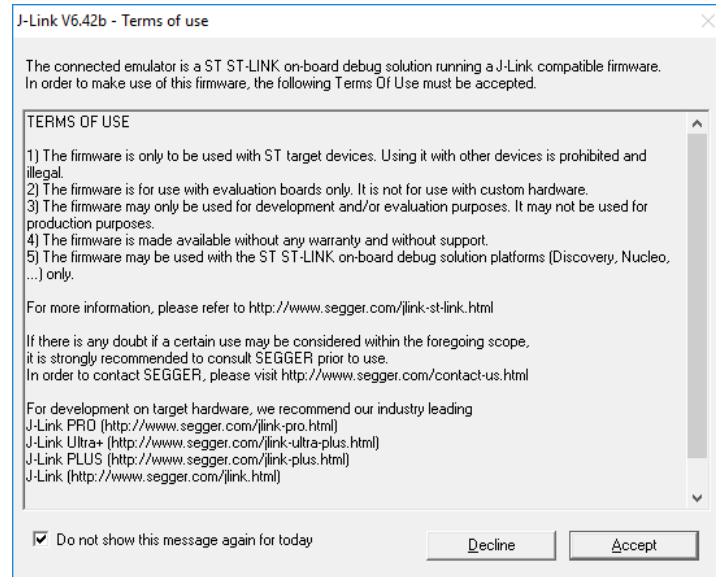 J-Link V6.42b - Terms of use
The connected emulator is a ST ST-LINK on-board debug solution running a J-Link compatible firmware.
In order to make use of this firmware, the following Terms Of Use must be accepted.
TERMS OF USE
1) The firmware is only to be used with ST target devices. Using it with other devices is prohibited and
illegal.
2) The firmware is for use with evaluation boards only. It is not for use with custom hardware.
3) The firmware may only be used for development and/or evaluation purposes. It may not be used for
production purposes.
4) The firmware is made available without any warranty and without support.
5) The firmware may be used with the ST ST-LINK on-board debug solution platforms (Discovery, Nucleo,
...) only.
For more information, please refer to http://www.segger.com/jlink-st-link.html
If there is any doubt if a certain use may be considered within the foregoing scope,
it is strongly recommended to consult SEGGER prior to use.
In order to contact SEGGER, please visit http://www.segger.com/contact-us.html
For development on target hardware, we recommend our industry leading
J-Link PRO (http://www.segger.com/jlink-pro.html)
J-Link Ultra+ (http://www.segger.com/jlink-ultra-plus.html)
J-Link PLUS (http://www.segger.com/jlink-plus.html)
J-Link (http://www.segger.com/jlink.html)
Do not show this message again for today
Decline
Accept